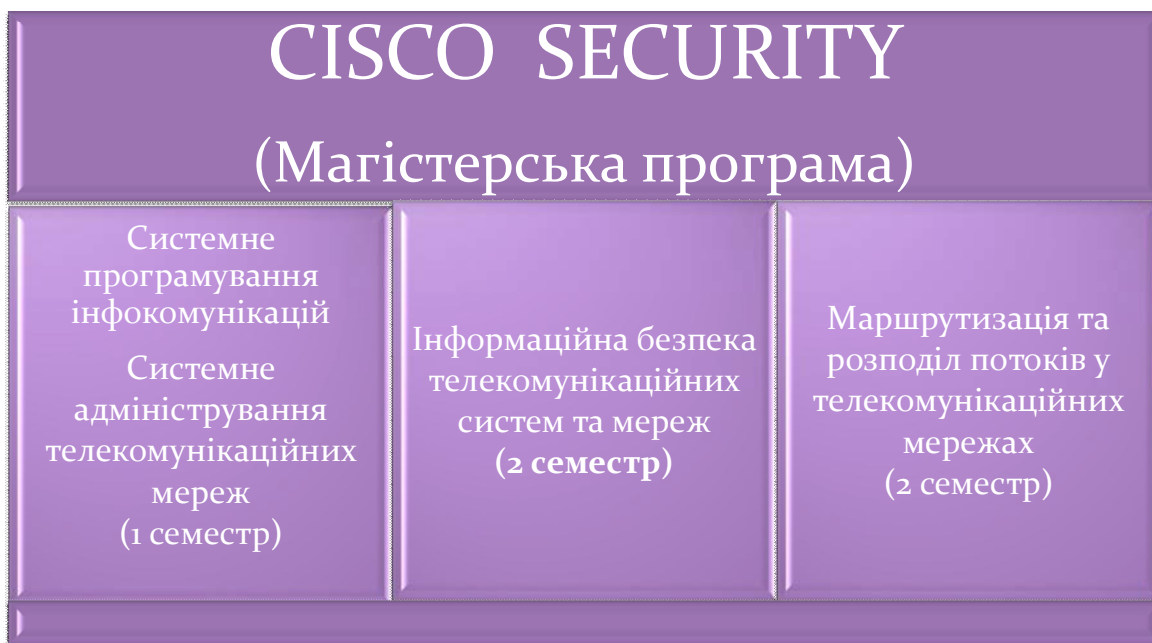 CISCO SECURITY
(Магістерська програма)
Системне
програмування
інфокомунікацій
Системне
адміністрування
телекомунікаційних
мереж
(1 семестр)
Інформаційна безпека
телекомунікаційних
систем та мереж
(2 семестр)
Маршрутизація та
розподіл потоків у
телекомунікаційних
мережах
(2 семестр)